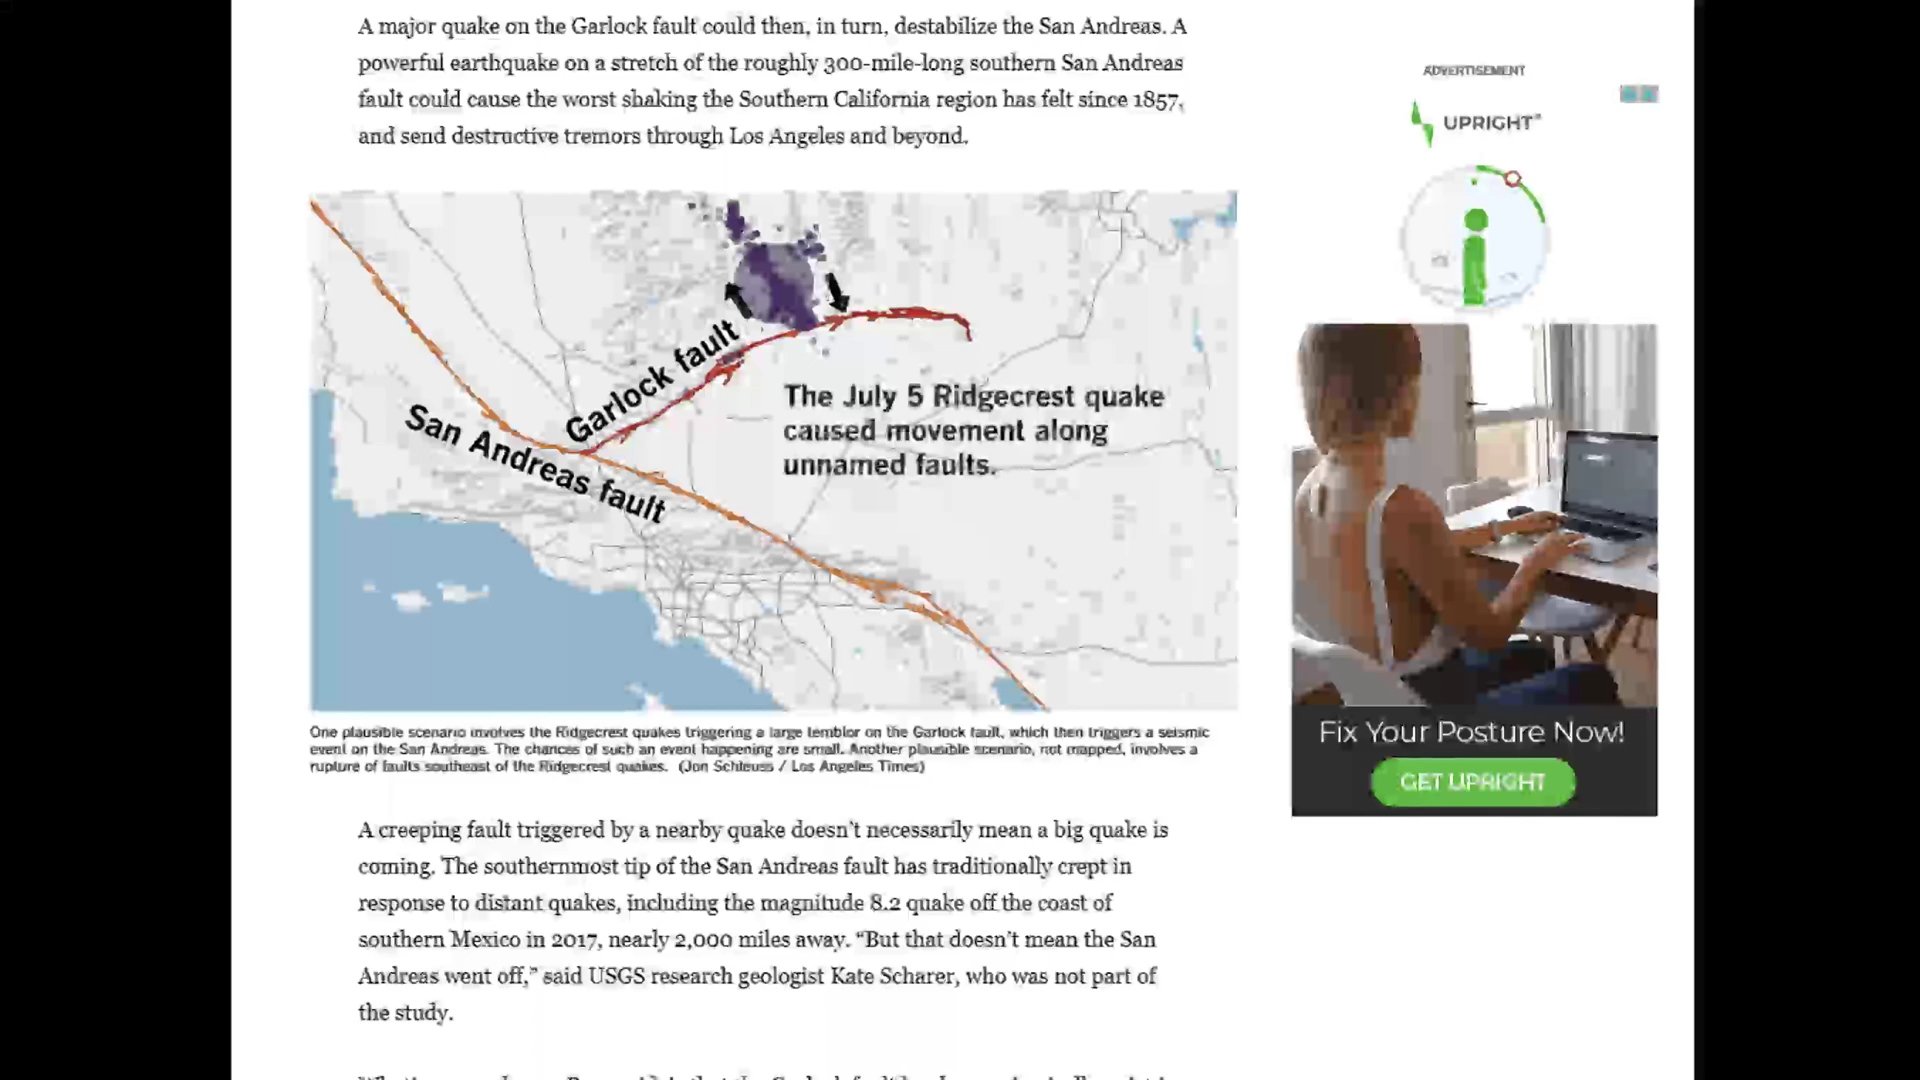 A major quake on the Garlock fault could then, in turn, destabilize the San Andreas. A
powerful earthquake on a stretch of the roughly 300-mile-long southern San Andreas
fault could cause the worst shaking the Southern California region has felt since 1857,
and send destructive tremors through Los Angeles and beyond.
Garlock fault
San Andreas fault
The July 5 Ridgecrest quake
caused movement along
unnamed faults.
One plausible scenario involves the Ridgecrest quakes triggering a large temblor on the Garlock fault, which then triggers a seismic
event on the San Andreas. The chances of such an event happening are small. Another plausible scenario, not mapped, involves a
rupture of faults southeast of the Ridgecrest quakes. (Jon Schleuss / Los Angeles Times)
A creeping fault triggered by a nearby quake doesn't necessarily mean a big quake is
coming. The southernmost tip of the San Andreas fault has traditionally crept in
response to distant quakes, including the magnitude 8.2 quake off the coast of
southern Mexico in 2017, nearly 2,000 miles away. “But that doesn't mean the San
Andreas went off,” said USGS research geologist Kate Scharer, who was not part of
the study.
ADVERTISEMENT
UPRIGHT
Fix Your Posture Now!
GET UPRIGHT